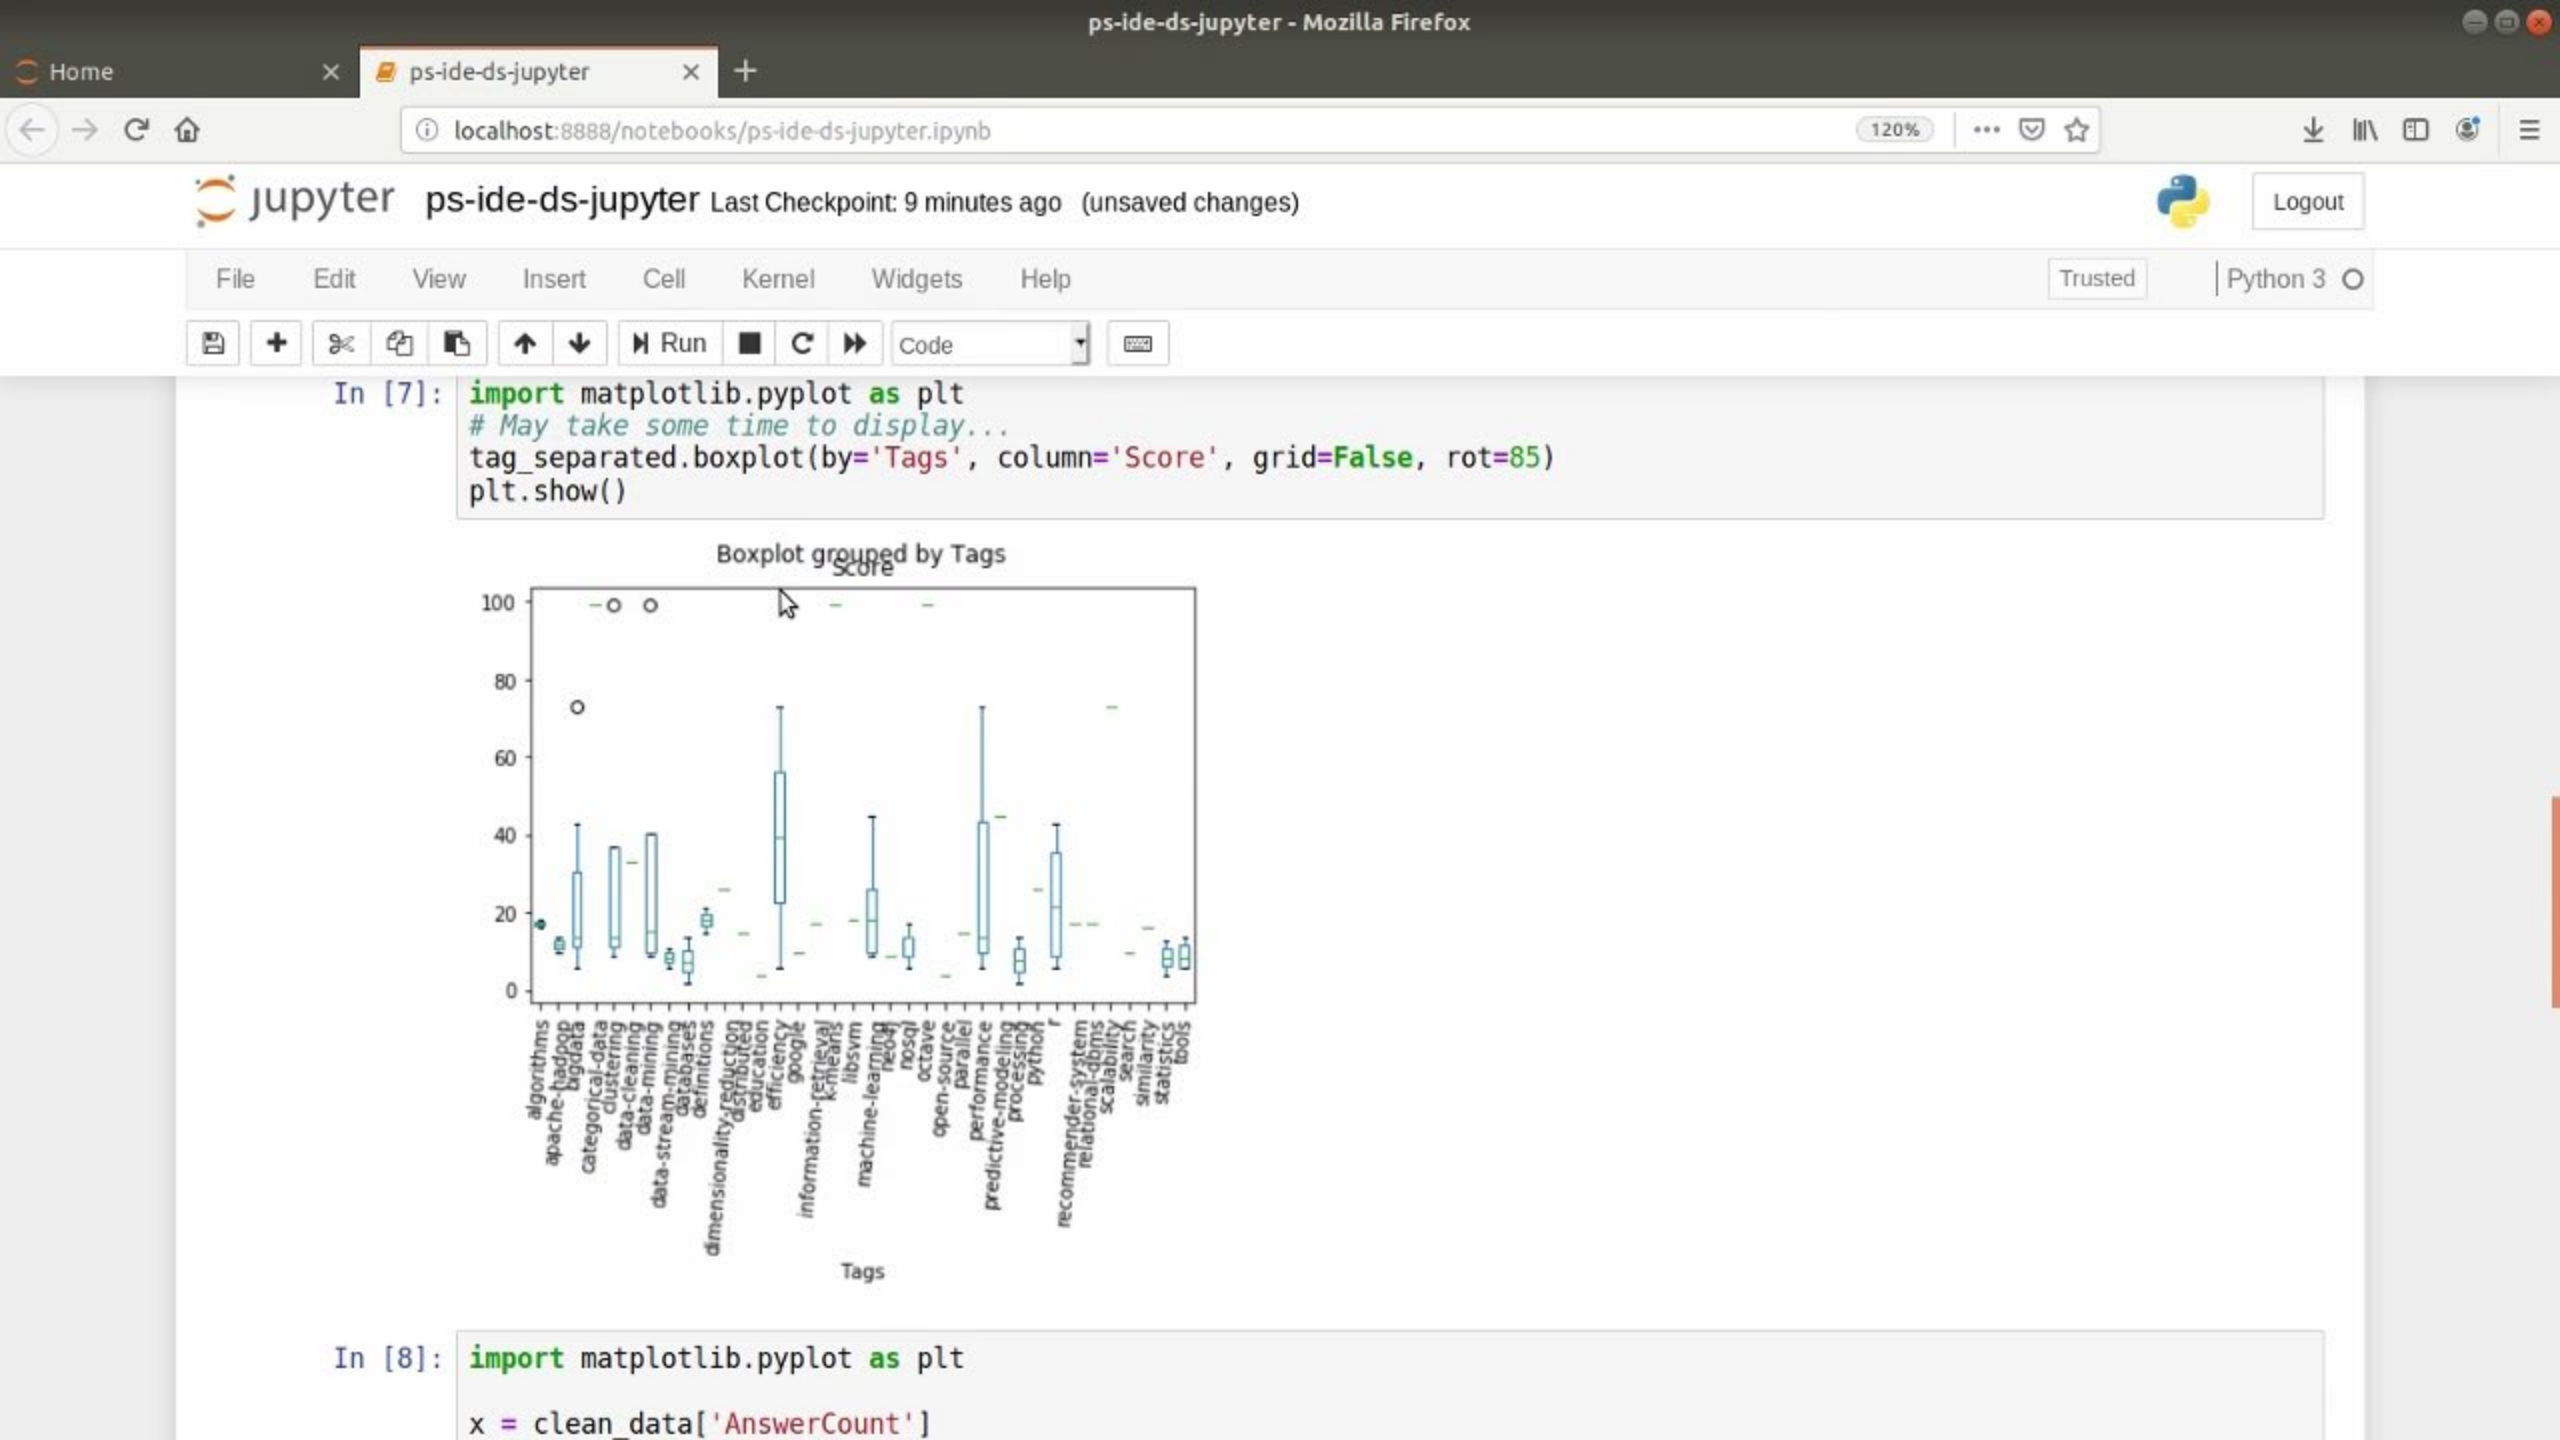 ps-ide-ds-jupyter - Mozilla Firefox
Home
ps-ide-ds-jupyter
localhost:8888/notebooks/ps-ide-ds-jupyter.ipynb
120%
jupyter ps-ide-ds-jupyter Last Checkpoint: 9 minutes ago (unsaved changes)
Logout
File Edit View Insert Cell Kernel Widgets Help
Trusted
Python 3
Run
Code
In [7]:
import matplotlib.pyplot as plt
# May take some time to display...
tag_separated.boxplot(by='Tags', column='Score', grid=False, rot=85)
plt.show()
Boxplot grouped by Tags
Score
100
80
60
40
20
0
algorithms
apache-hadoop
bigdata
categorical-data
clustering
data-cleaning
data-mining
data-stream-mining
databases
definitions
dimensionality-reduction
distributed
education
efficiency
google
information-retrieval
k-means
libsvm
machine-learning
neo4j
nosql
octave
open-source
parallel
performance
predictive-modeling
processing
python
r
recommender-system
relational-dbms
scalability
search
similarity
statistics
tools
Tags
In [8]:
import matplotlib.pyplot as plt
x = clean_data['AnswerCount']